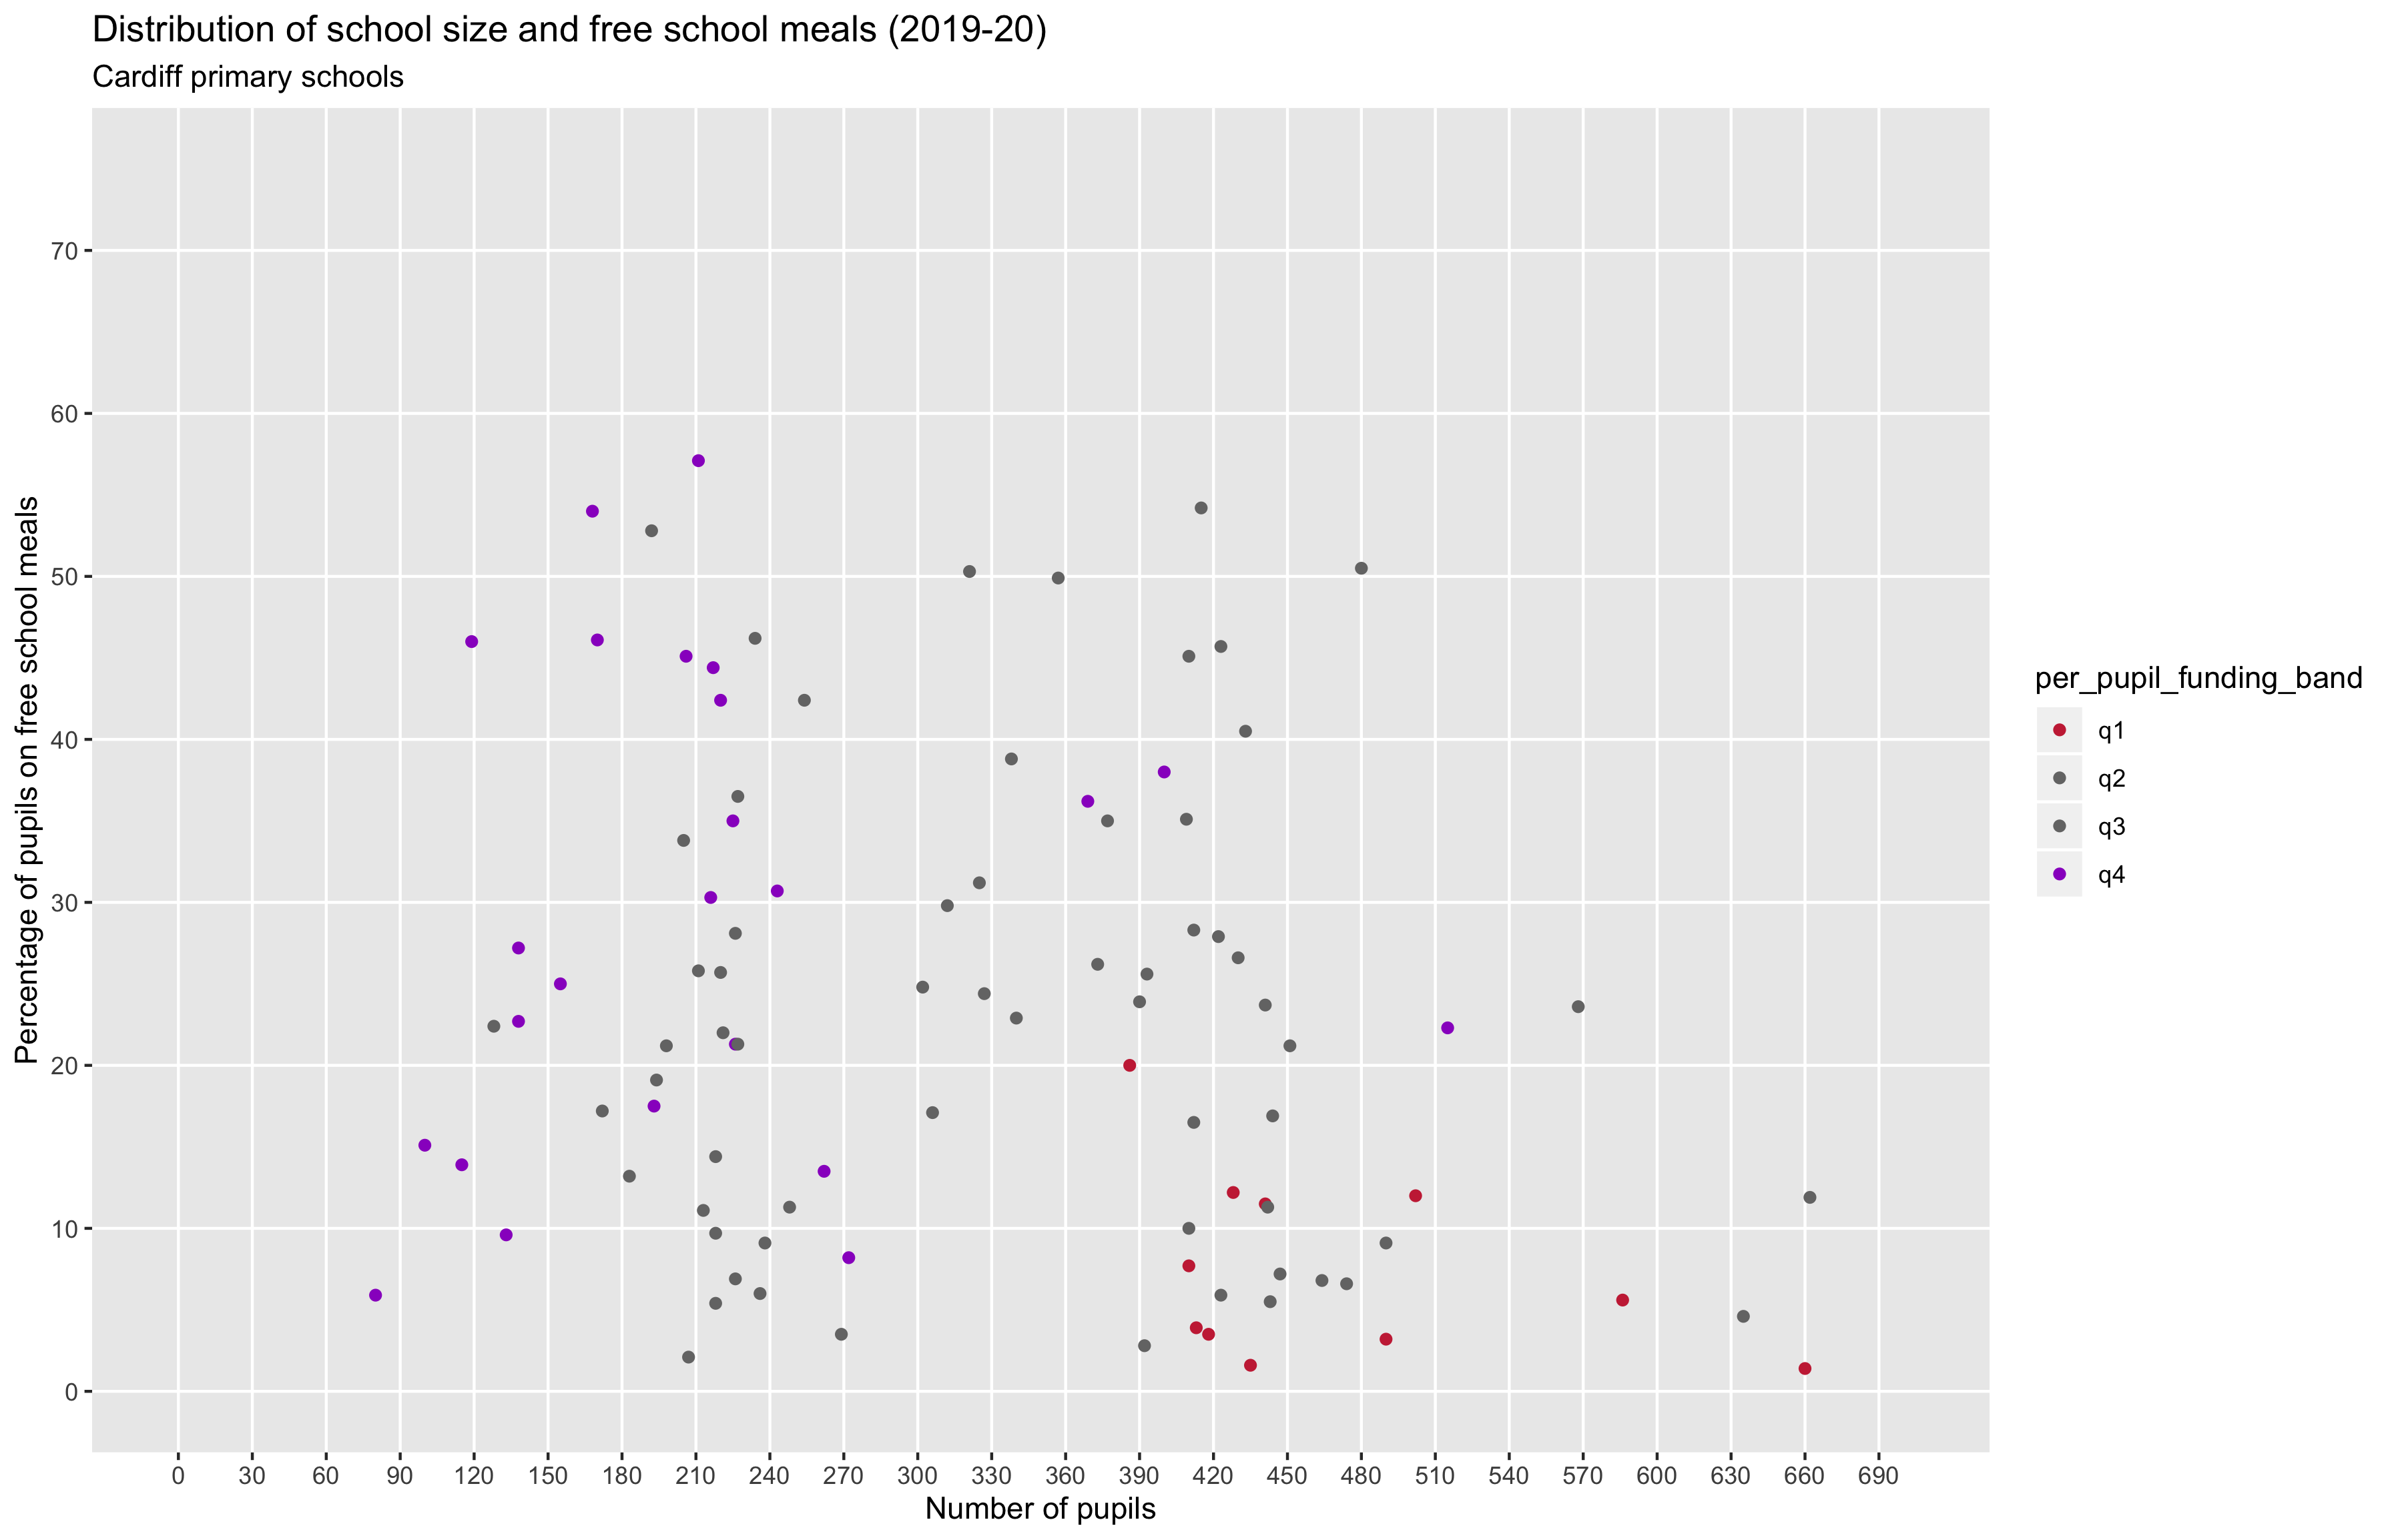 Distribution of school size and free school meals (2019-20)
Cardiff primary schools
Percentage of pupils on free school meals
70
60
50
40
30
20
10
0
0 30 60 90 120 150 180 210 240 270 300 330 360 390 420 450 480 510 540 570 600 630 660 690
Number of pupils
per_pupil_funding_band
q1
q2
q3
q4